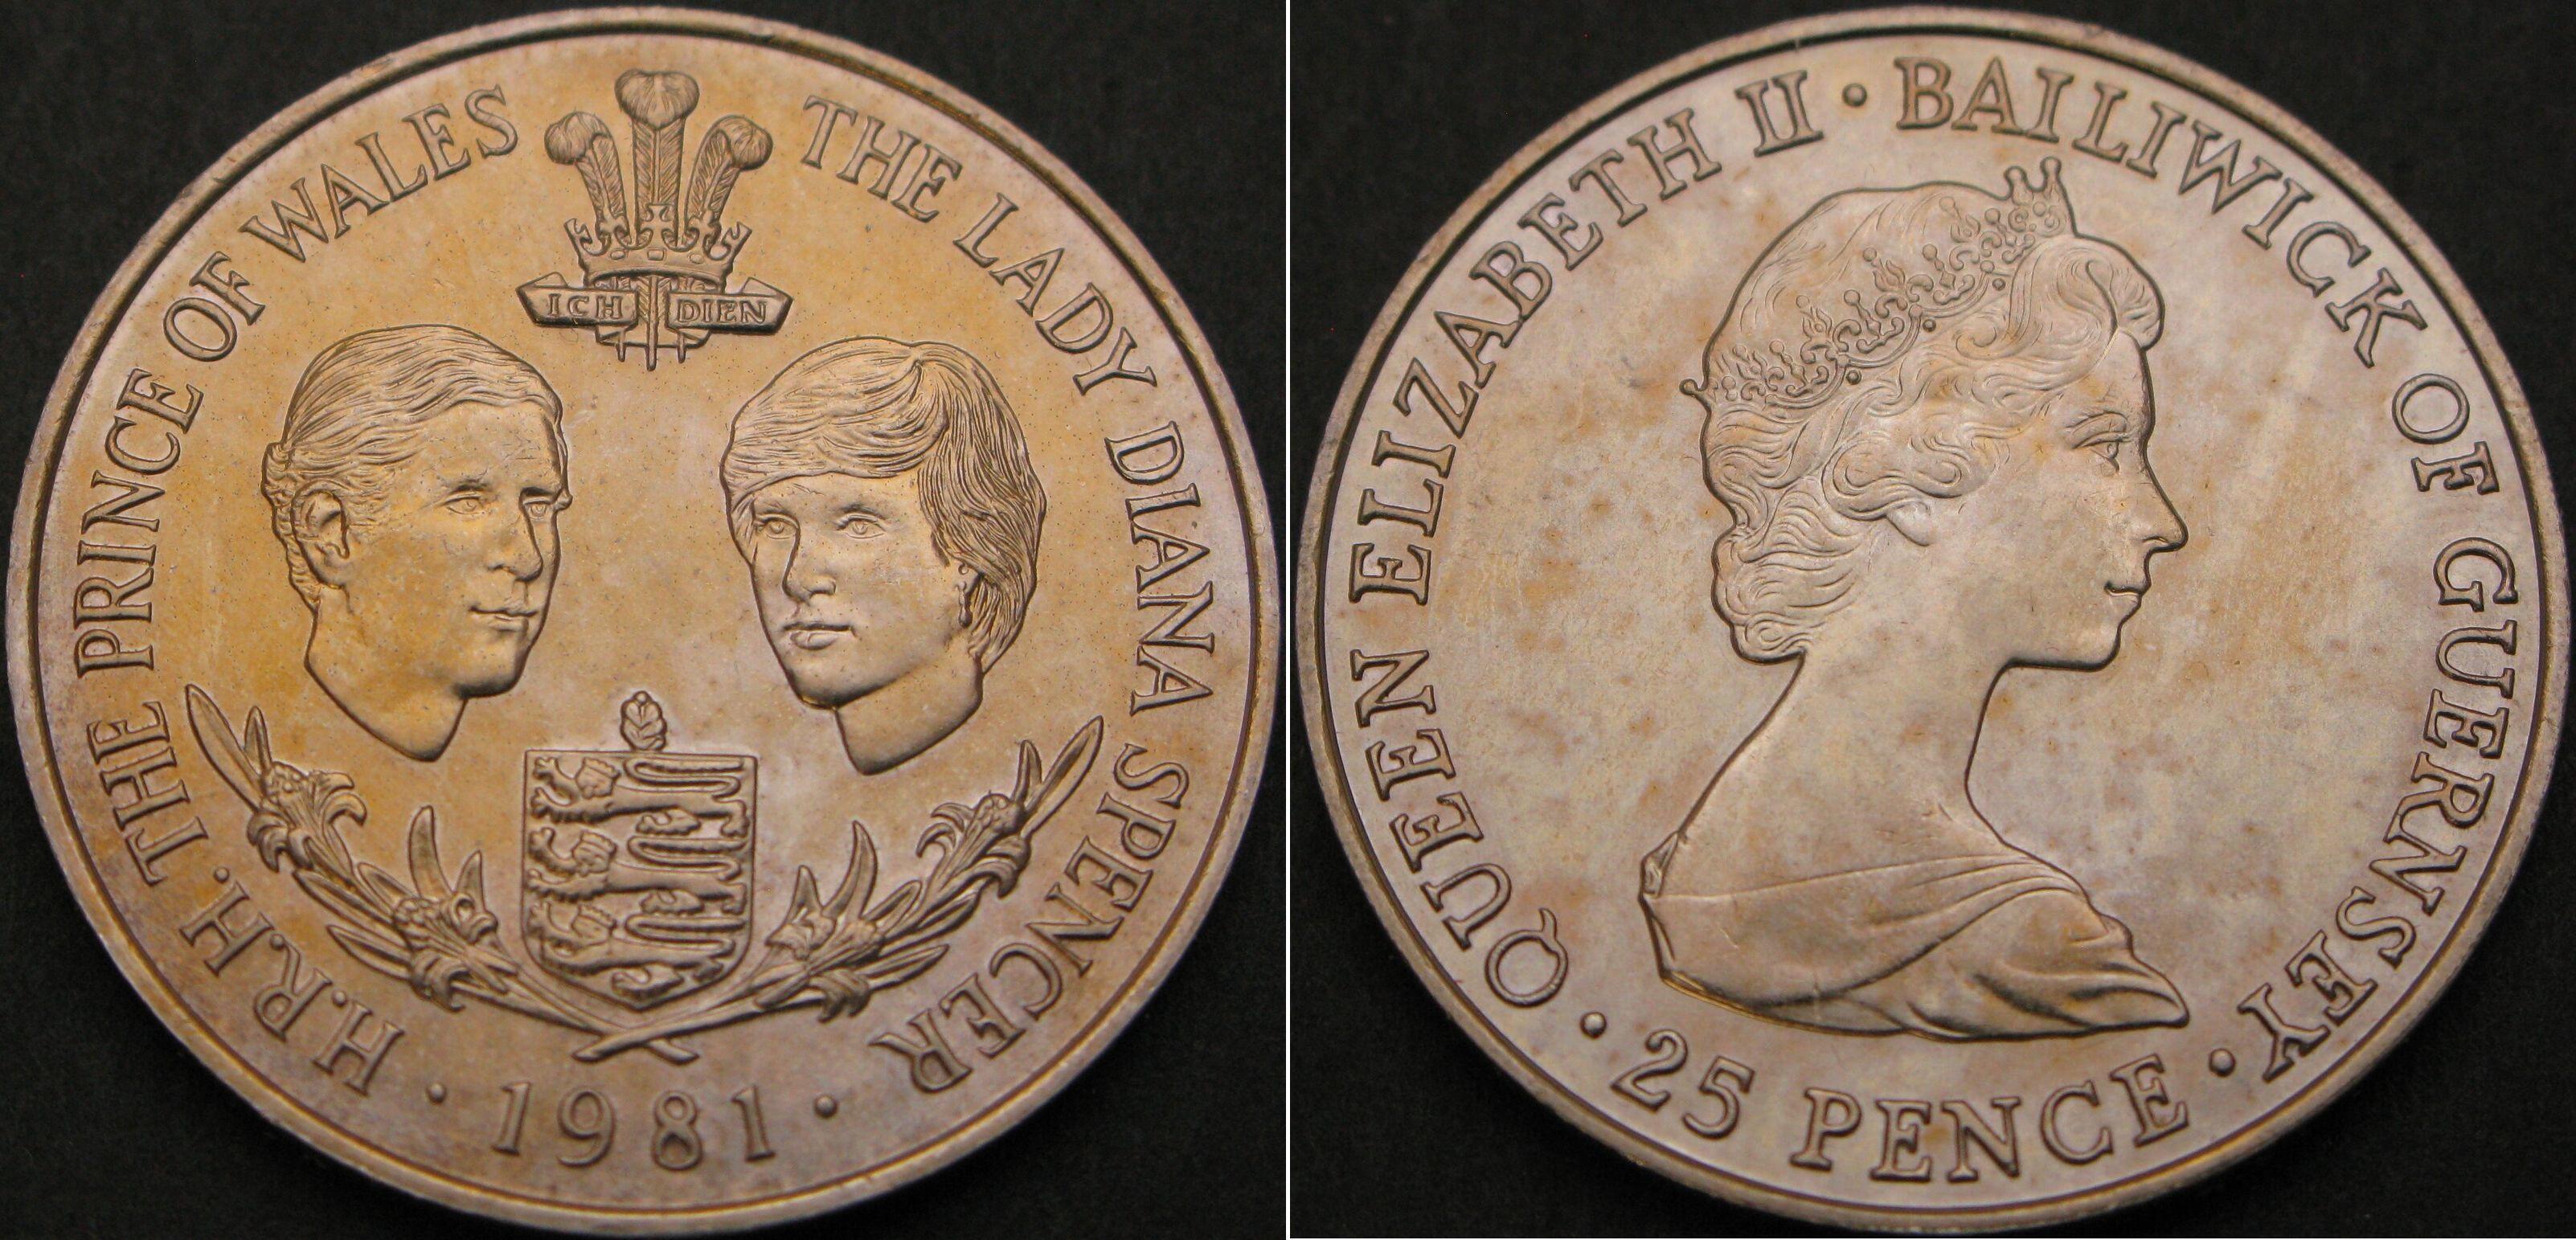 H.R.H. THE PRINCE OF WALES
THE LADY DIANA SPENCER
ICH DIEN
· 1981 ·
QUEEN ELIZABETH II · BAILIWICK OF GUERNSEY
· 25 PENCE ·